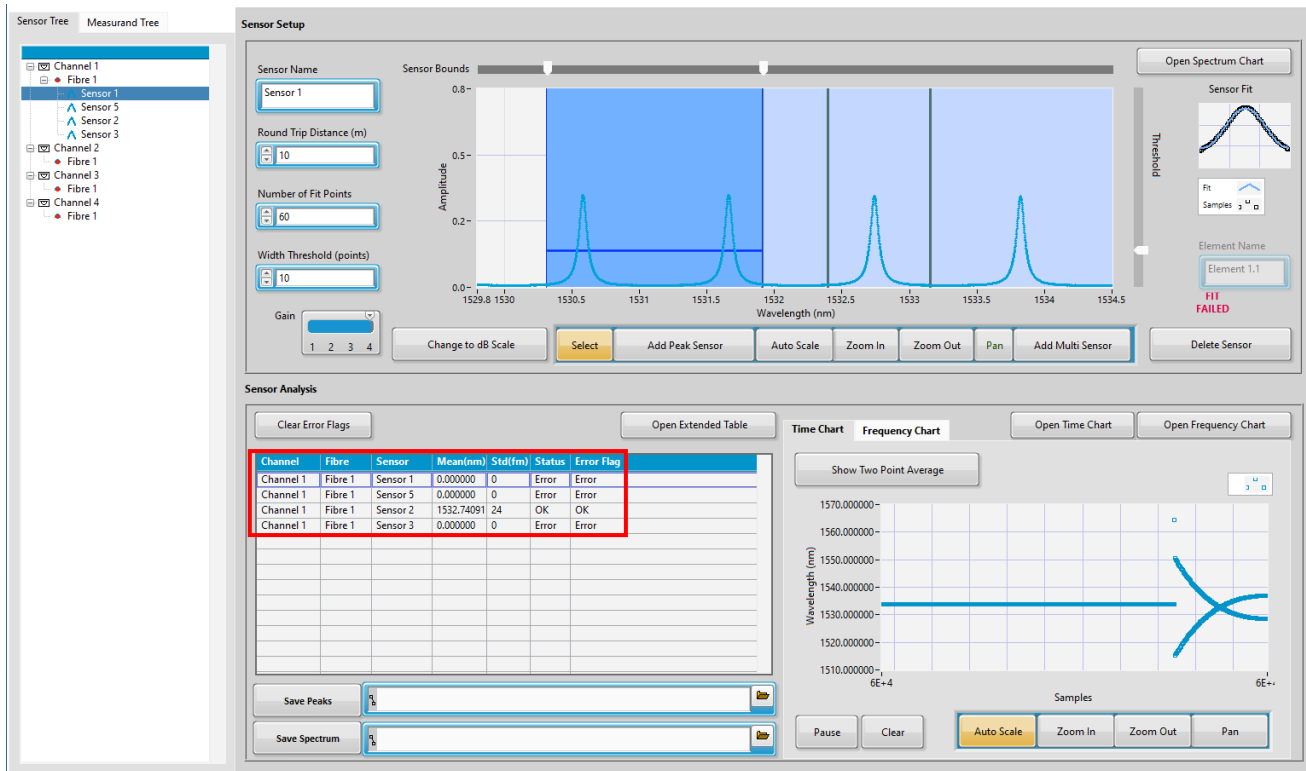 Sensor Tree Measurand Tree
Channel 1
Fibre 1
Sensor 1
Sensor 5
Sensor 2
Sensor 3
Channel 2
Fibre 1
Channel 3
Fibre 1
Channel 4
Fibre 1
Sensor Setup
Sensor Name
Sensor 1
Round Trip Distance (m)
10
Number of Fit Points
60
Width Threshold (points)
10
Gain
1 2 3 4
Sensor Bounds
Amplitude
0.8
0.5
0.2
0.0
1529.8 1530 1530.5 1531 1531.5 1532 1532.5 1533 1533.5 1534 1534.5
Wavelength (nm)
Threshold
Open Spectrum Chart
Sensor Fit
Fit
Samples
Element Name
Element 1.1
FIT
FAILED
Change to dB Scale Select Add Peak Sensor Auto Scale Zoom In Zoom Out Pan Add Multi Sensor Delete Sensor
Sensor Analysis
Clear Error Flags Open Extended Table
Channel Fibre Sensor Mean(nm) Std(fm) Status Error Flag
Channel 1 Fibre 1 Sensor 1 0.000000 0 Error Error
Channel 1 Fibre 1 Sensor 5 0.000000 0 Error Error
Channel 1 Fibre 1 Sensor 2 1532.74091 24 OK OK
Channel 1 Fibre 1 Sensor 3 0.000000 0 Error Error
Save Peaks
Save Spectrum
Time Chart Frequency Chart Open Time Chart Open Frequency Chart
Show Two Point Average
Wavelength (nm)
1570.000000
1560.000000
1550.000000
1540.000000
1530.000000
1520.000000
1510.000000
6E+4
Samples
Pause Clear Auto Scale Zoom In Zoom Out Pan